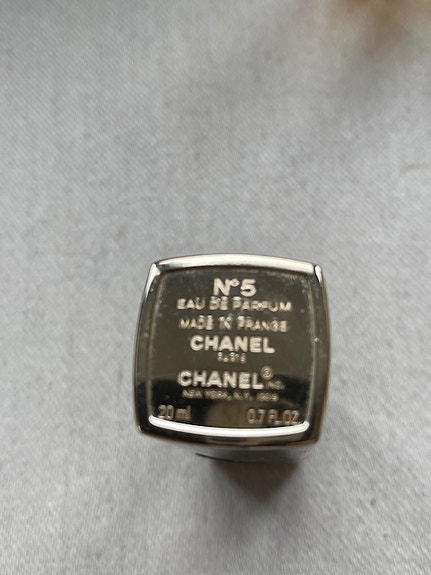 N°5
EAU DE PARFUM
MADE IN FRANCE
CHANEL
PARIS
CHANEL® INC.
NEW YORK, N.Y. 10019
20 ml 0.7 FL. OZ.